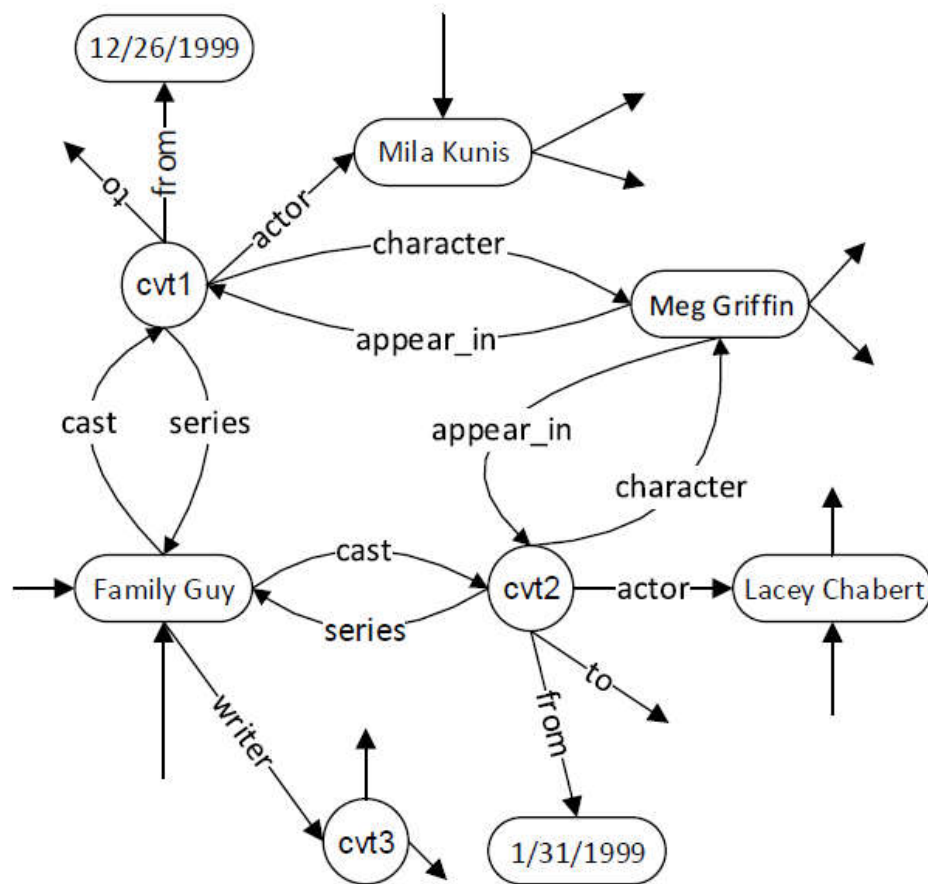 12/26/1999
Mila Kunis
to
from
actor
character
cvt1
Meg Griffin
appear_in
cast
series
appear_in
character
cast
Family Guy
cvt2
actor
Lacey Chabert
series
to
from
writer
cvt3
1/31/1999